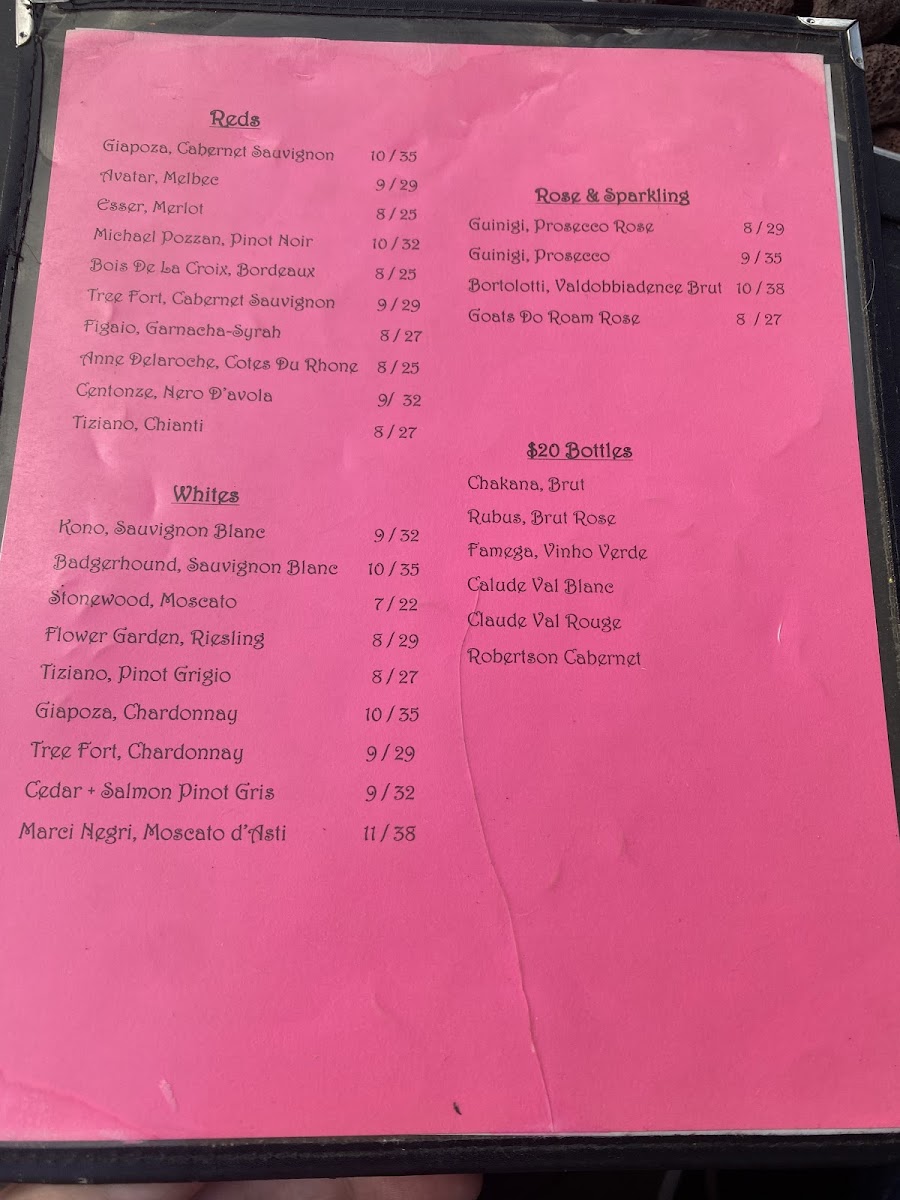 Reds
Giapoza, Cabernet Sauvignon 10 / 35
Avatar, Melbec 9 / 29
Esser, Merlot 8 / 25
Michael Pozzan, Pinot Noir 10 / 32
Bois De La Croix, Bordeaux 8 / 25
Tree Fort, Cabernet Sauvignon 9 / 29
Figaio, Garnacha-Syrah 8 / 27
Anne Delaroche, Cotes Du Rhone 8 / 25
Centonze, Nero D'avola 9/ 32
Tiziano, Chianti 8 / 27
Whites
Kono, Sauvignon Blanc 9 / 32
Badgerhound, Sauvignon Blanc 10 / 35
Stonewood, Moscato 7 / 22
Flower Garden, Riesling 8 / 29
Tiziano, Pinot Grigio 8 / 27
Giapoza, Chardonnay 10 / 35
Tree Fort, Chardonnay 9 / 29
Cedar + Salmon Pinot Gris 9 / 32
Marci Negri, Moscato d'Asti 11 / 38
Rose & Sparkling
Guinigi, Prosecco Rose 8 / 29
Guinigi, Prosecco 9 / 35
Bortolotti, Valdobbiadence Brut 10 / 38
Goats Do Roam Rose 8 / 27
$20 Bottles
Chakana, Brut
Rubus, Brut Rose
Famega, Vinho Verde
Calude Val Blanc
Claude Val Rouge
Robertson Cabernet